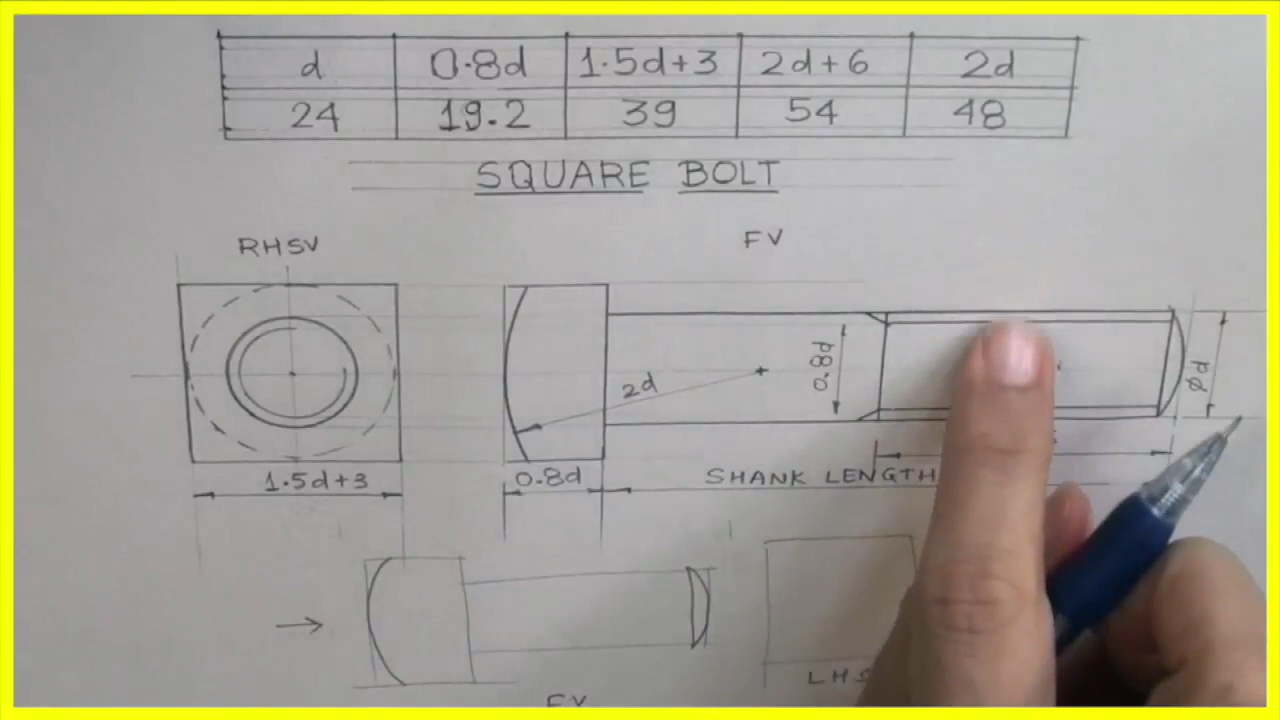 d 0.8d 1.5d+3 2d+6 2d
24 19.2 39 54 48
SQUARE BOLT
RHSV FV
2d 0.8d ød
1.5d+3 0.8d SHANK LENGTH
FV